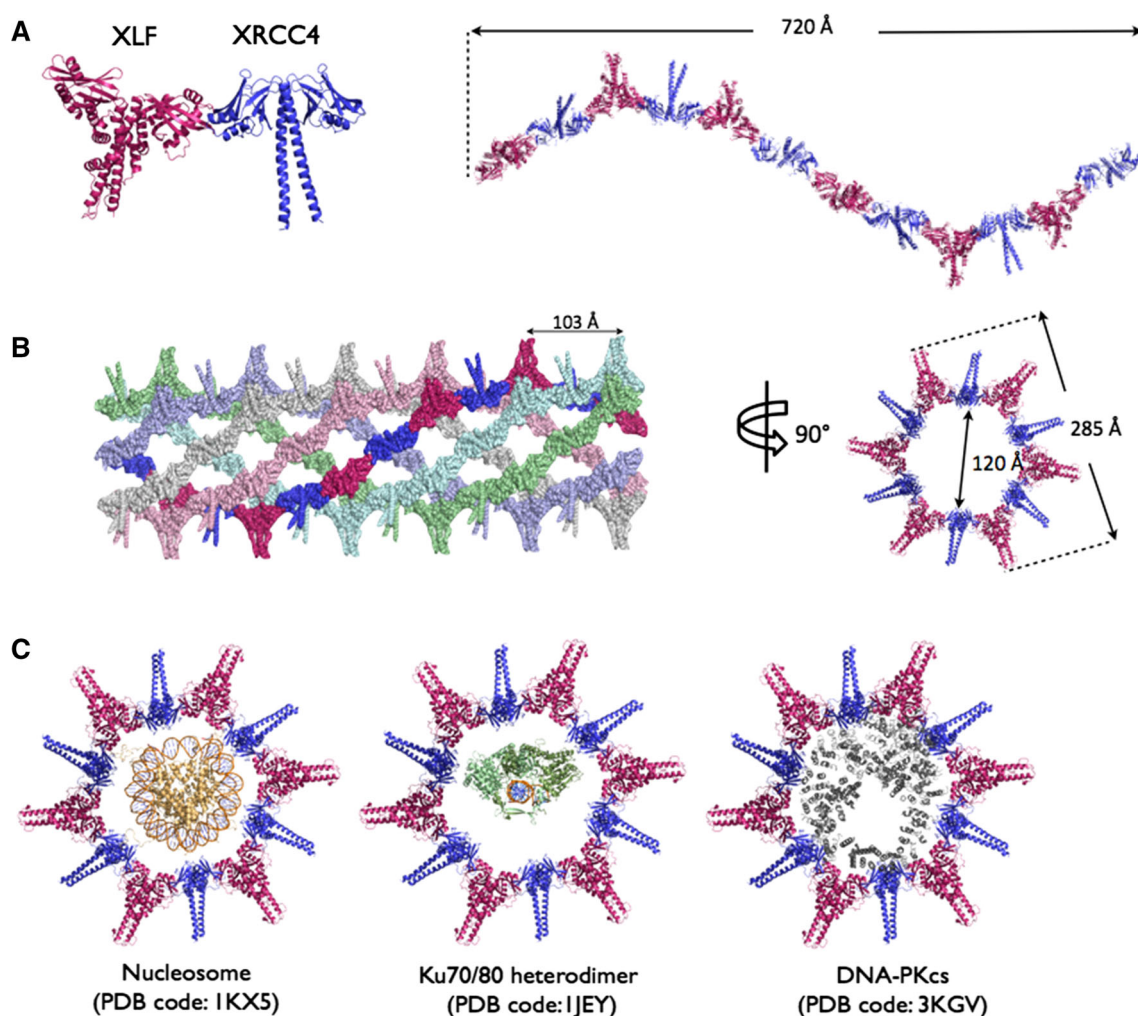 A
XLF
XRCC4
720 Å
B
103 Å
90°
120 Å
285 Å
C
Nucleosome
(PDB code: 1KX5)
Ku70/80 heterodimer
(PDB code:1JEY)
DNA-PKcs
(PDB code: 3KGV)